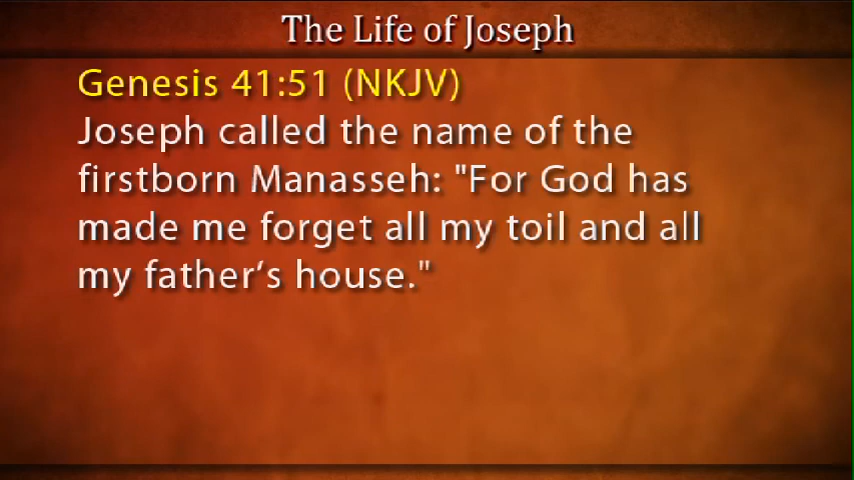 The Life of Joseph
Genesis 41:51 (NKJV)
Joseph called the name of the
firstborn Manasseh: "For God has
made me forget all my toil and all
my father’s house."